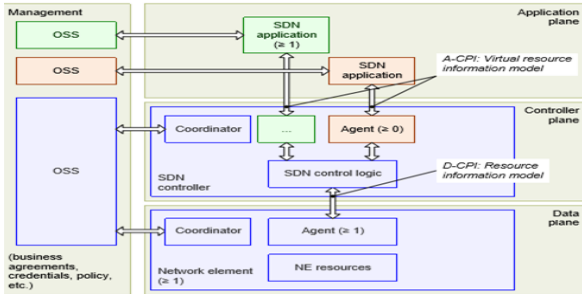 Management
Application
plane
OSS
SDN
application
(≥ 1)
OSS
SDN
application
A-CPI: Virtual resource
information model
Controller
plane
OSS
Coordinator
...
Agent (≥ 0)
SDN control logic
SDN
controller
D-CPI: Resource
information model
Data
plane
Coordinator
Agent (≥ 1)
Network element
(≥ 1)
NE resources
(business
agreements,
credentials, policy,
etc.)